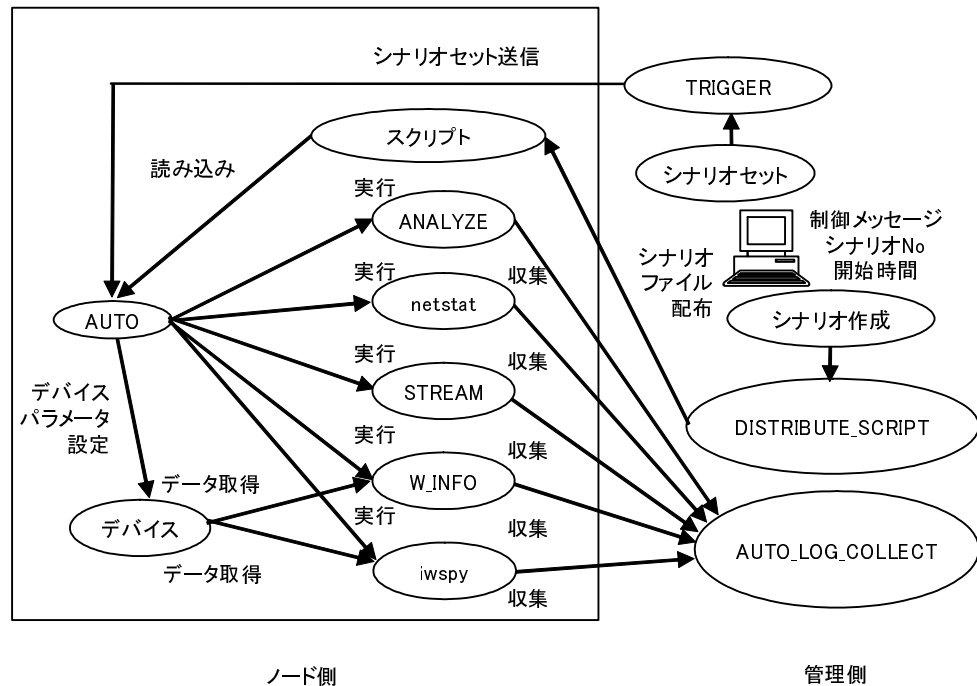 シナリオセット送信
TRIGGER
スクリプト
読み込み
シナリオセット
実行
ANALYZE
制御メッセージ
シナリオNo
開始時間
シナリオ
ファイル
配布
実行
収集
netstat
AUTO
シナリオ作成
実行
収集
STREAM
デバイス
パラメータ
設定
DISTRIBUTE_SCRIPT
実行
収集
データ取得
W_INFO
デバイス
実行
収集
AUTO_LOG_COLLECT
データ取得
iwspy
収集
ノード側
管理側